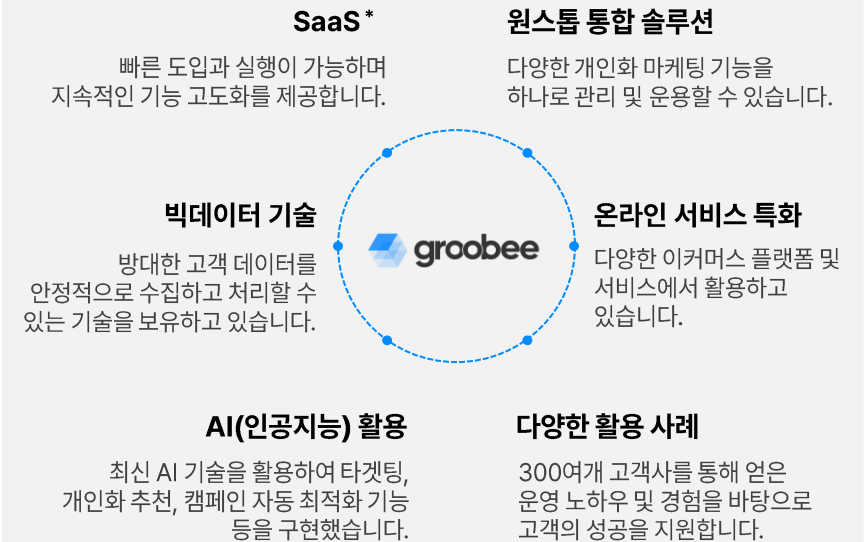 SaaS*
빠른 도입과 실행이 가능하며
지속적인 기능 고도화를 제공합니다.
원스톱 통합 솔루션
다양한 개인화 마케팅 기능을
하나로 관리 및 운용할 수 있습니다.
빅데이터 기술
방대한 고객 데이터를
안정적으로 수집하고 처리할 수
있는 기술을 보유하고 있습니다.
groobee
온라인 서비스 특화
다양한 이커머스 플랫폼 및
서비스에서 활용하고
있습니다.
AI(인공지능) 활용
최신 AI 기술을 활용하여 타겟팅,
개인화 추천, 캠페인 자동 최적화 기능
등을 구현했습니다.
다양한 활용 사례
300여개 고객사를 통해 얻은
운영 노하우 및 경험을 바탕으로
고객의 성공을 지원합니다.